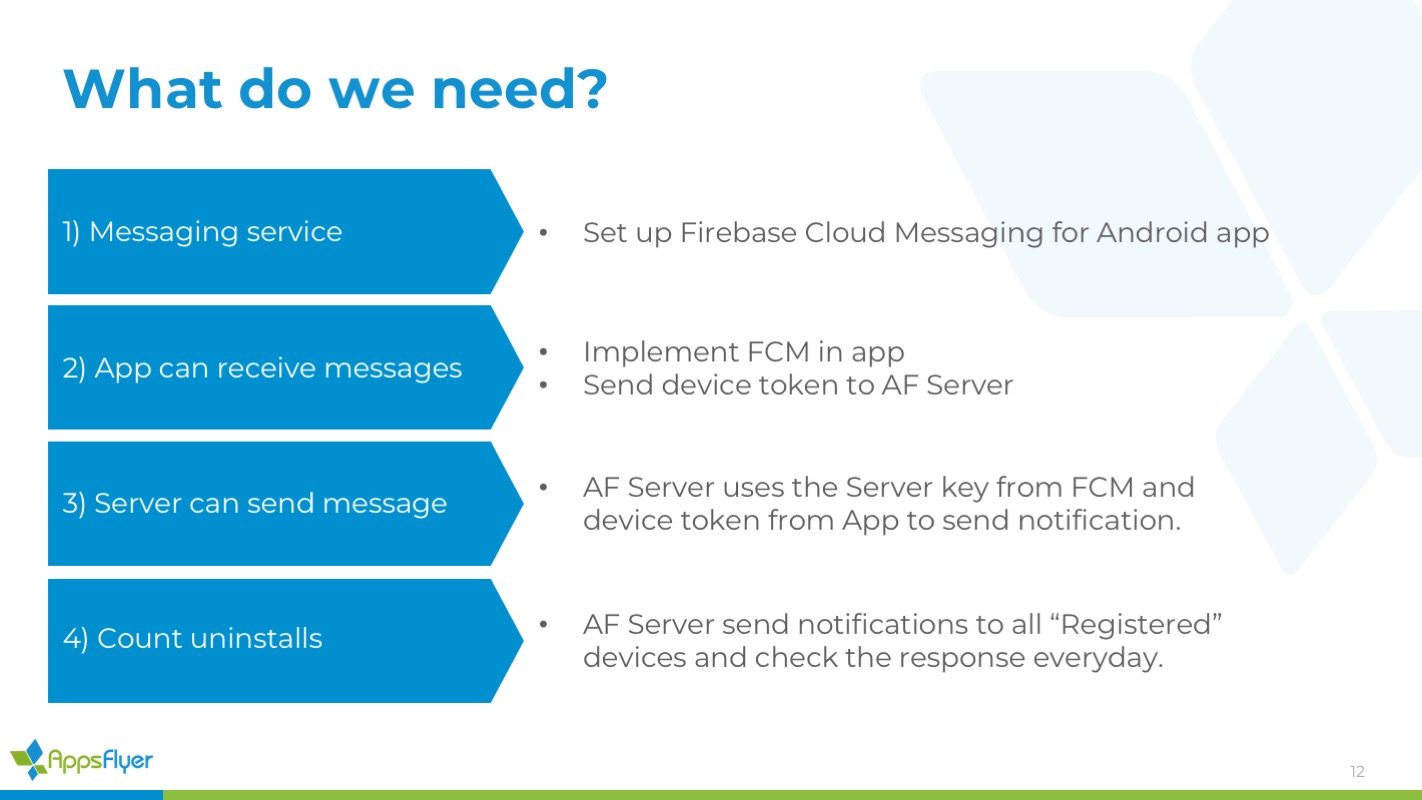 What do we need?
1) Messaging service
• Set up Firebase Cloud Messaging for Android app
2) App can receive messages
• Implement FCM in app
• Send device token to AF Server
3) Server can send message
• AF Server uses the Server key from FCM and
device token from App to send notification.
4) Count uninstalls
• AF Server send notifications to all “Registered”
devices and check the response everyday.
AppsFlyer
12